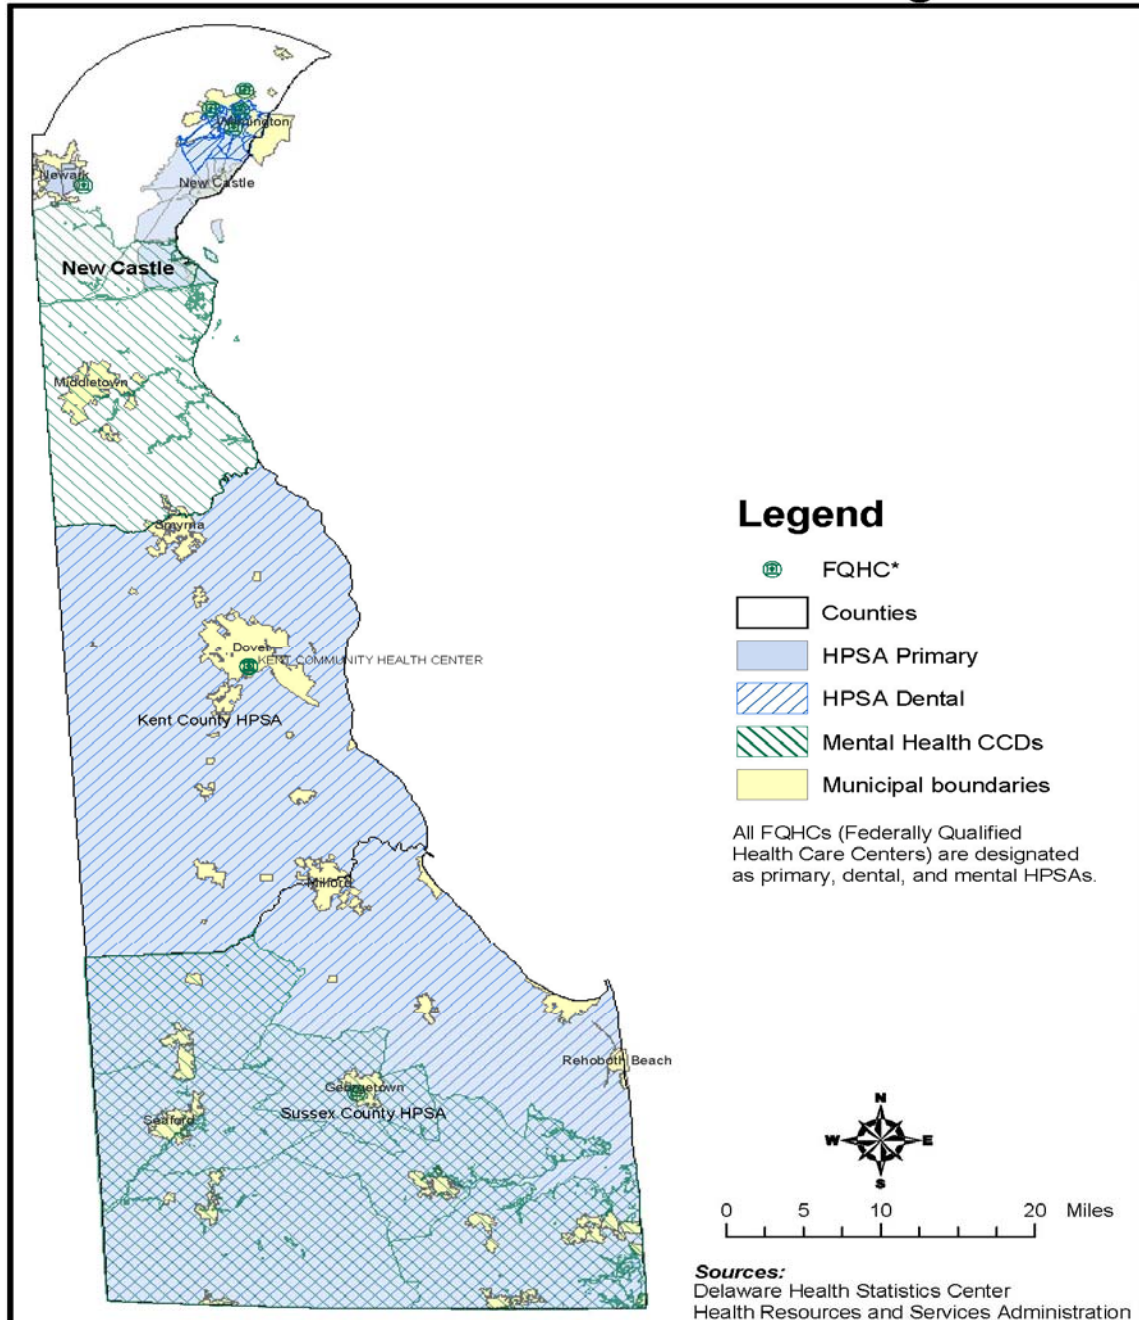 Wilmington
Newark
New Castle
New Castle
Middletown
Smyrna
Dover
KENT COMMUNITY HEALTH CENTER
Kent County HPSA
Milford
Rehoboth Beach
Georgetown
Sussex County HPSA
Seaford
Legend
FQHC*
Counties
HPSA Primary
HPSA Dental
Mental Health CCDs
Municipal boundaries
All FQHCs (Federally Qualified
Health Care Centers) are designated
as primary, dental, and mental HPSAs.
N
W E
S
0 5 10 20 Miles
Sources:
Delaware Health Statistics Center
Health Resources and Services Administration